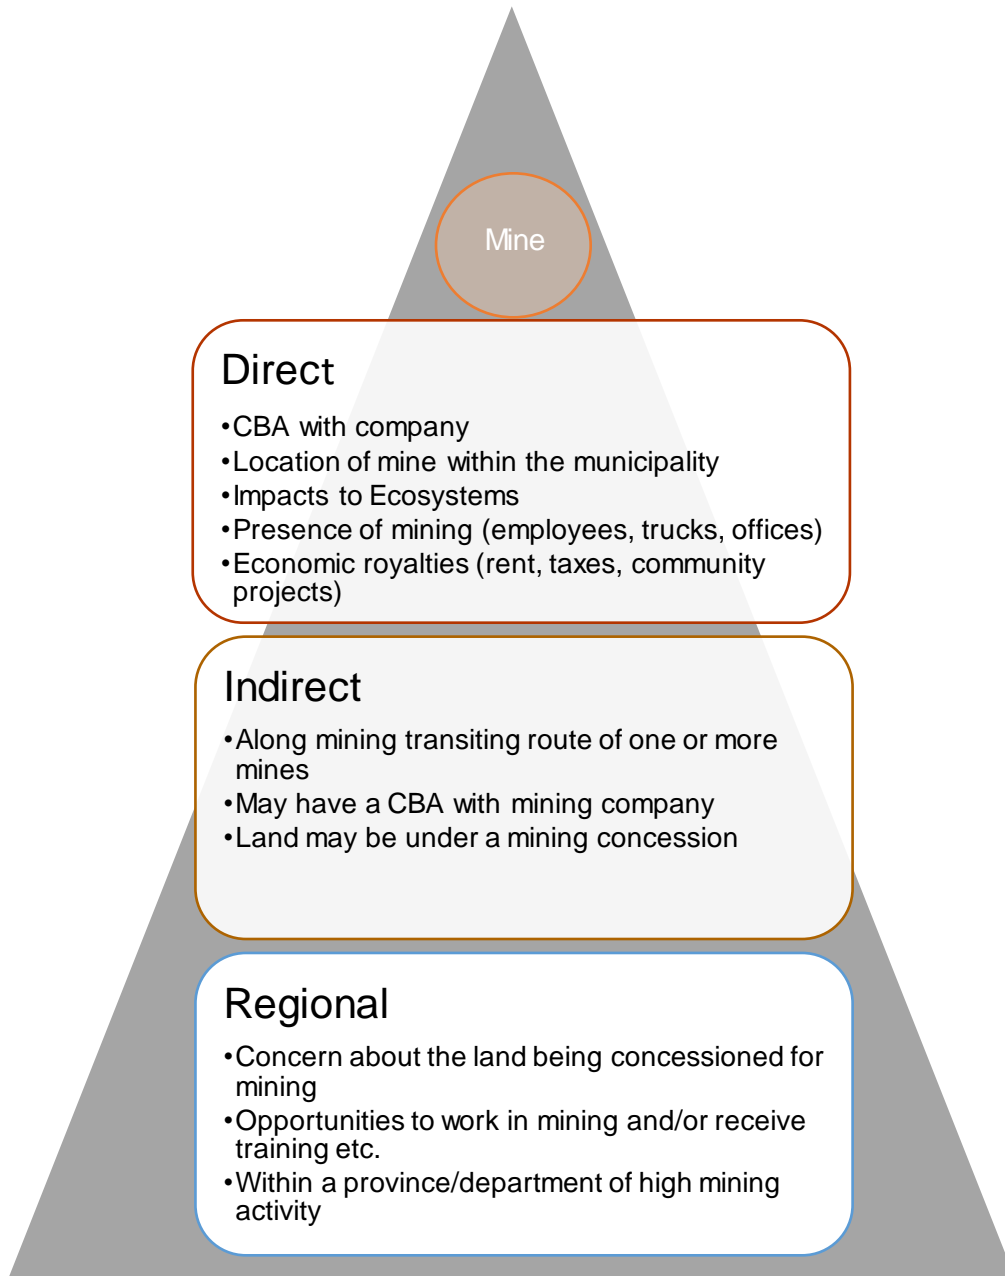 Mine
Direct
•CBA with company
•Location of mine within the municipality
•Impacts to Ecosystems
•Presence of mining (employees, trucks, offices)
•Economic royalties (rent, taxes, community
projects)
Indirect
•Along mining transiting route of one or more
mines
•May have a CBA with mining company
•Land may be under a mining concession
Regional
•Concern about the land being concessioned for
mining
•Opportunities to work in mining and/or receive
training etc.
•Within a province/department of high mining
activity